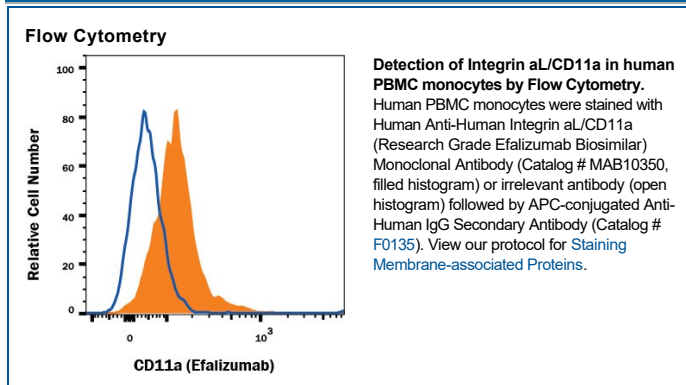 Flow Cytometry
100
80
60
40
20
0
Relative Cell Number
0
10³
CD11a (Efalizumab)
Detection of Integrin aL/CD11a in human
PBMC monocytes by Flow Cytometry.
Human PBMC monocytes were stained with
Human Anti-Human Integrin aL/CD11a
(Research Grade Efalizumab Biosimilar)
Monoclonal Antibody (Catalog # MAB10350,
filled histogram) or irrelevant antibody (open
histogram) followed by APC-conjugated Anti-
Human IgG Secondary Antibody (Catalog #
F0135). View our protocol for Staining
Membrane-associated Proteins.